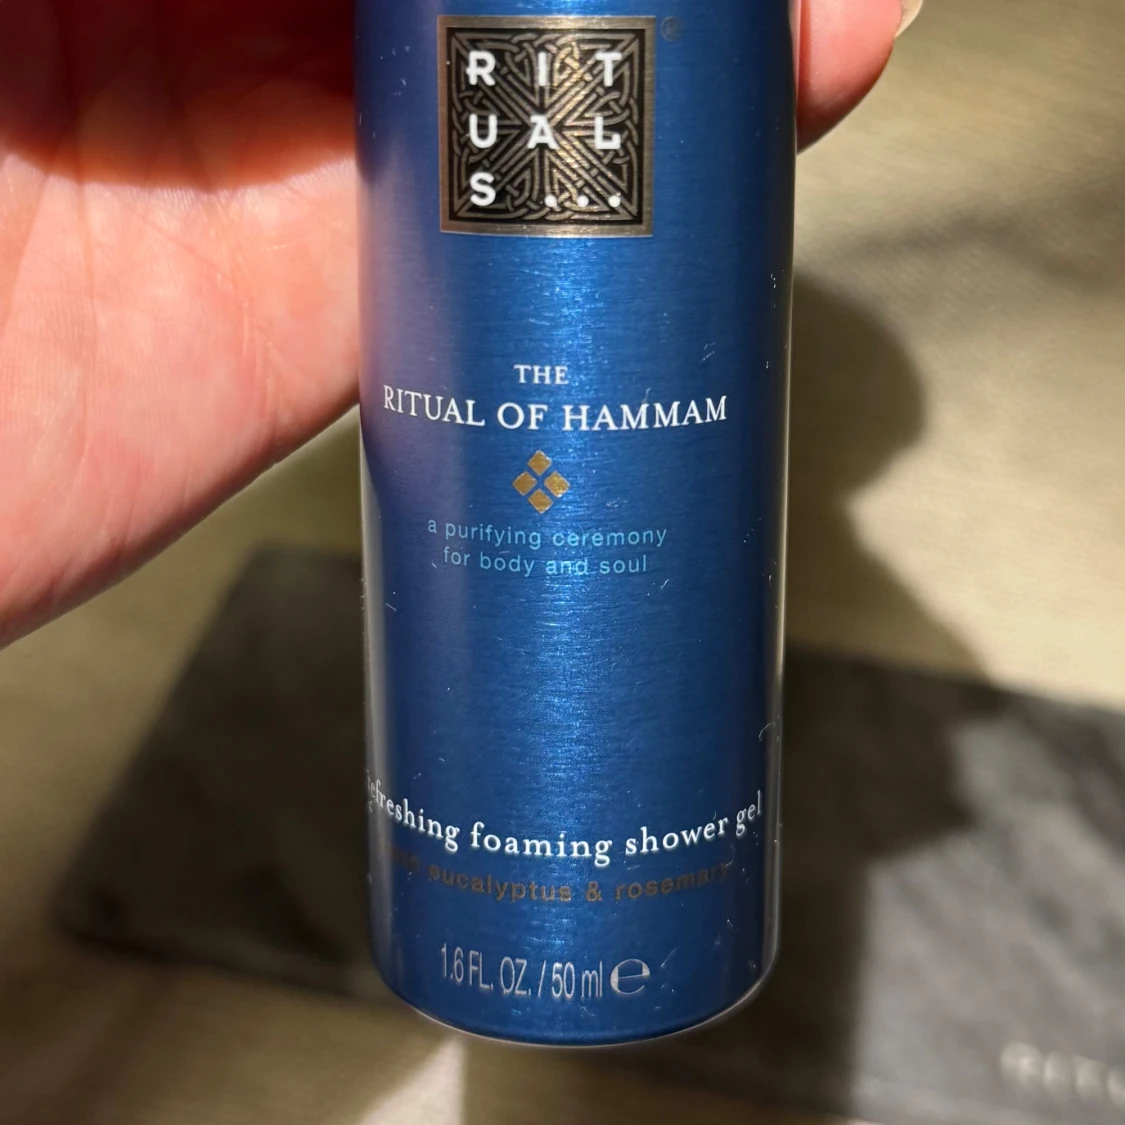 RIT
UAL
S...
®
THE
RITUAL OF HAMMAM
a purifying ceremony
for body and soul
refreshing foaming shower gel
eucalyptus & rosemary
1.6 FL. OZ. / 50 ml ℮